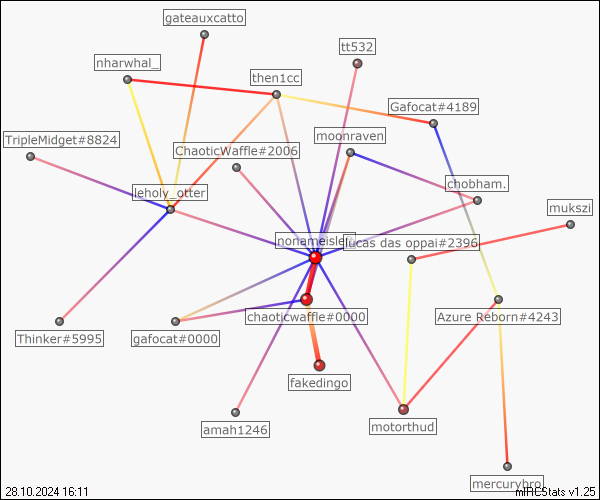 gateauxcatto
tt532
nharwhal_
then1cc
Gafocat#4189
moonraven
TripleMidget#8824
ChaoticWaffle#2006
chobham.
leholy_otter
mukszi
lucas das oppai#2396
chaoticwaffle#0000
Azure Reborn#4243
Thinker#5995
gafocat#0000
fakedingo
amah1246
motorthud
mercurybro
28.10.2024 16:11
mIRCStats v1.25